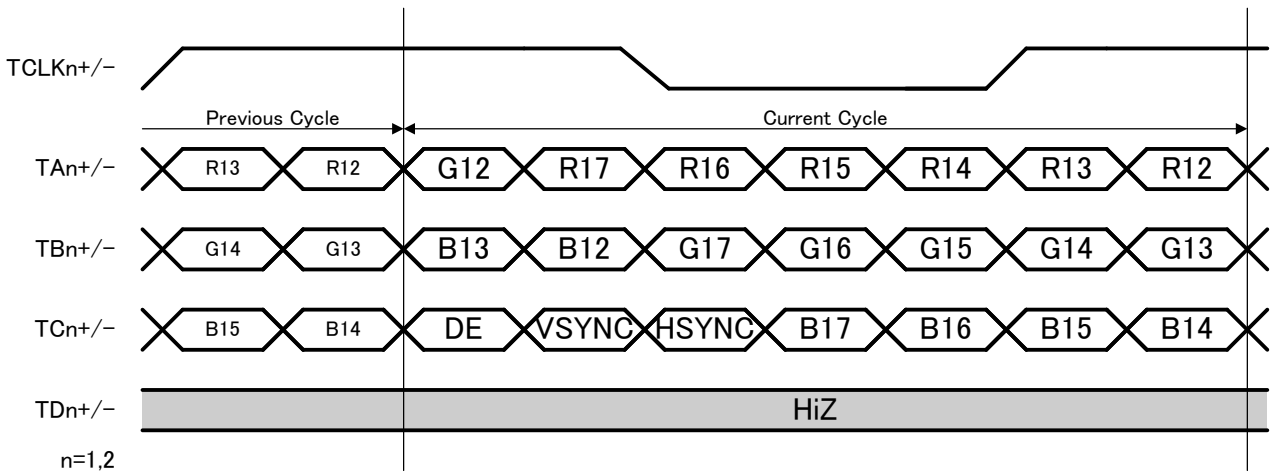 TCLKn+/-
Previous Cycle Current Cycle
TAn+/- R13 R12 G12 R17 R16 R15 R14 R13 R12
TBn+/- G14 G13 B13 B12 G17 G16 G15 G14 G13
TCn+/- B15 B14 DE VSYNC HSYNC B17 B16 B15 B14
TDn+/- HiZ
n=1,2